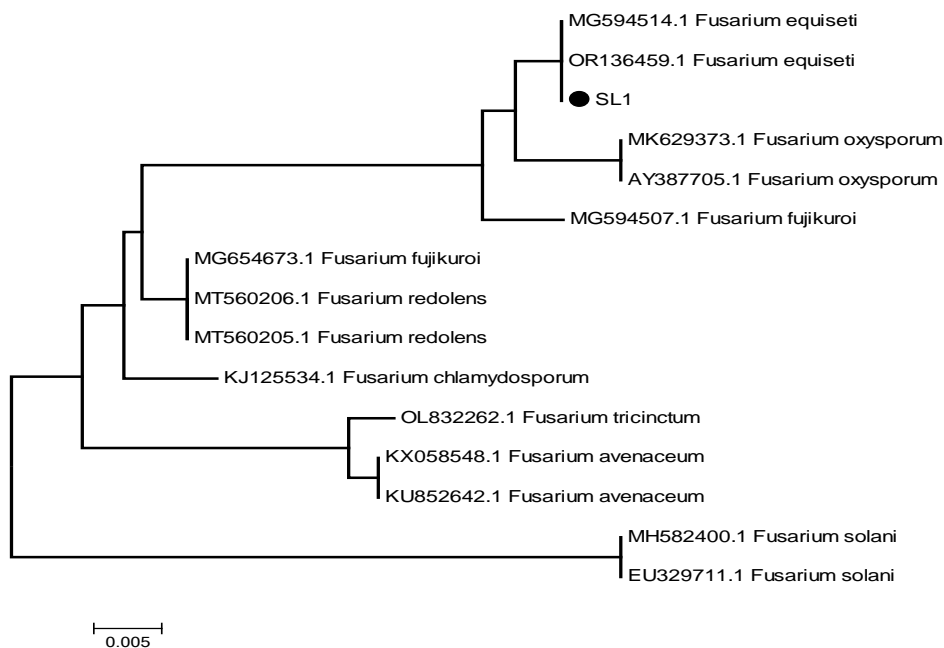 MG594514.1 Fusarium equiseti
OR136459.1 Fusarium equiseti
SL1
MK629373.1 Fusarium oxysporum
AY387705.1 Fusarium oxysporum
MG594507.1 Fusarium fujikuroi
MG654673.1 Fusarium fujikuroi
MT560206.1 Fusarium redolens
MT560205.1 Fusarium redolens
KJ125534.1 Fusarium chlamydosporum
OL832262.1 Fusarium tricinctum
KX058548.1 Fusarium avenaceum
KU852642.1 Fusarium avenaceum
MH582400.1 Fusarium solani
EU329711.1 Fusarium solani
0.005